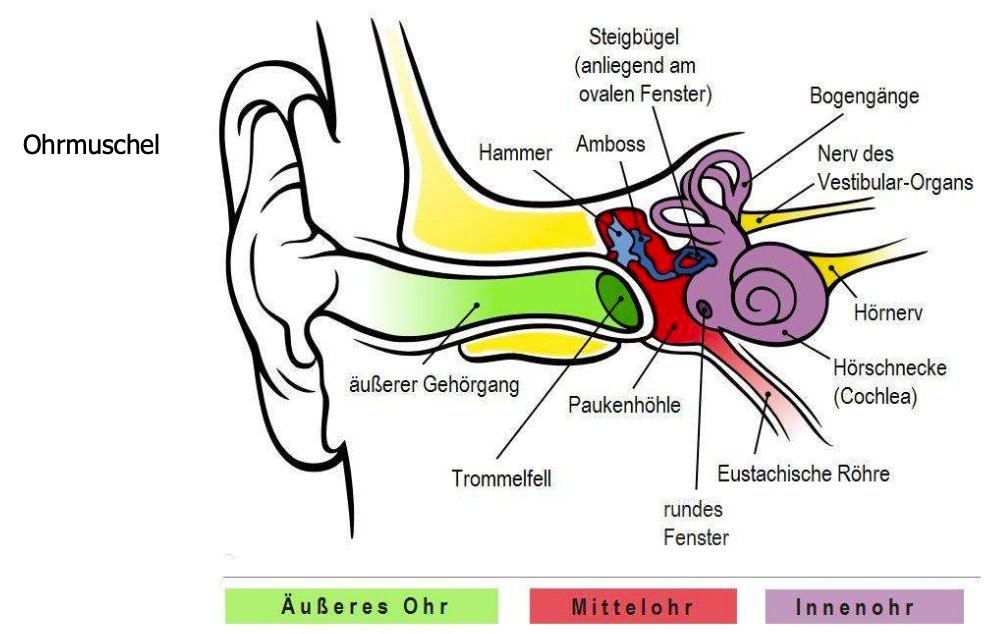 Steigbügel
(anliegend am
ovalen Fenster)
Bogengänge
Ohrmuschel
Hammer
Amboss
Nerv des
Vestibular-Organs
Hörnerv
äußerer Gehörgang
Paukenhöhle
Hörschnecke
(Cochlea)
Trommelfell
Eustachische Röhre
rundes
Fenster
Äußeres Ohr
Mittelohr
Innenohr